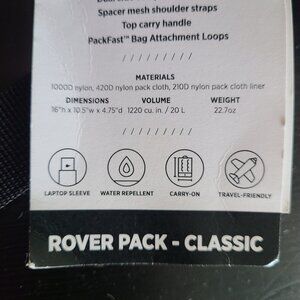 Spacer mesh shoulder straps
Top carry handle
PackFast™ Bag Attachment Loops
MATERIALS
1000D nylon, 420D nylon pack cloth, 210D nylon pack cloth liner
DIMENSIONS VOLUME WEIGHT
16"h x 10.5"w x 4.75"d 1220 cu. in. / 20 L 22.7oz
LAPTOP SLEEVE WATER REPELLENT CARRY-ON TRAVEL-FRIENDLY
ROVER PACK - CLASSIC